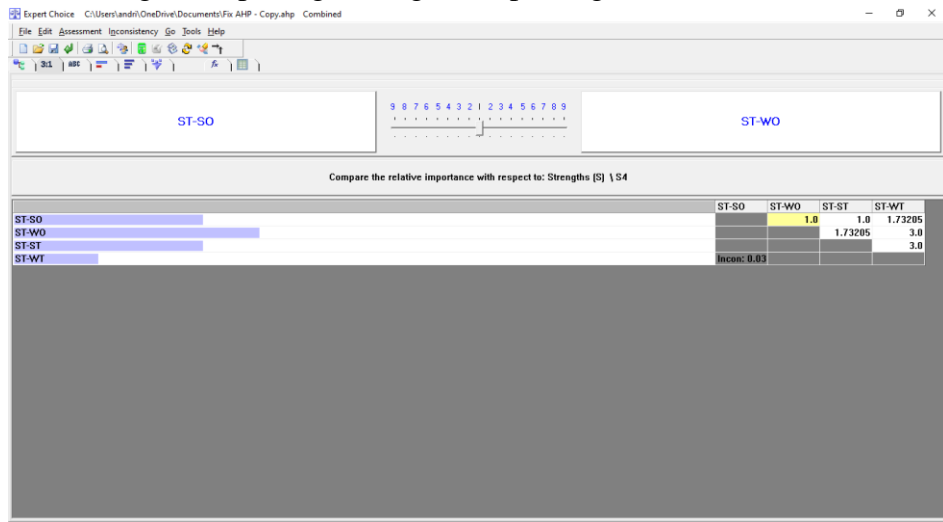 Expert Choice C:\Users\andri\OneDrive\Documents\Fix AHP - Copy.ahp Combined
File Edit Assessment Inconsistency Go Tools Help
3:1 ABC
9 8 7 6 5 4 3 2 1 2 3 4 5 6 7 8 9
ST-SO
ST-WO
Compare the relative importance with respect to: Strengths (S) \ S4
ST-SO ST-WO ST-ST ST-WT
ST-SO 1.0 1.0 1.73205
ST-WO 1.73205 3.0
ST-ST 3.0
ST-WT Incon: 0.03